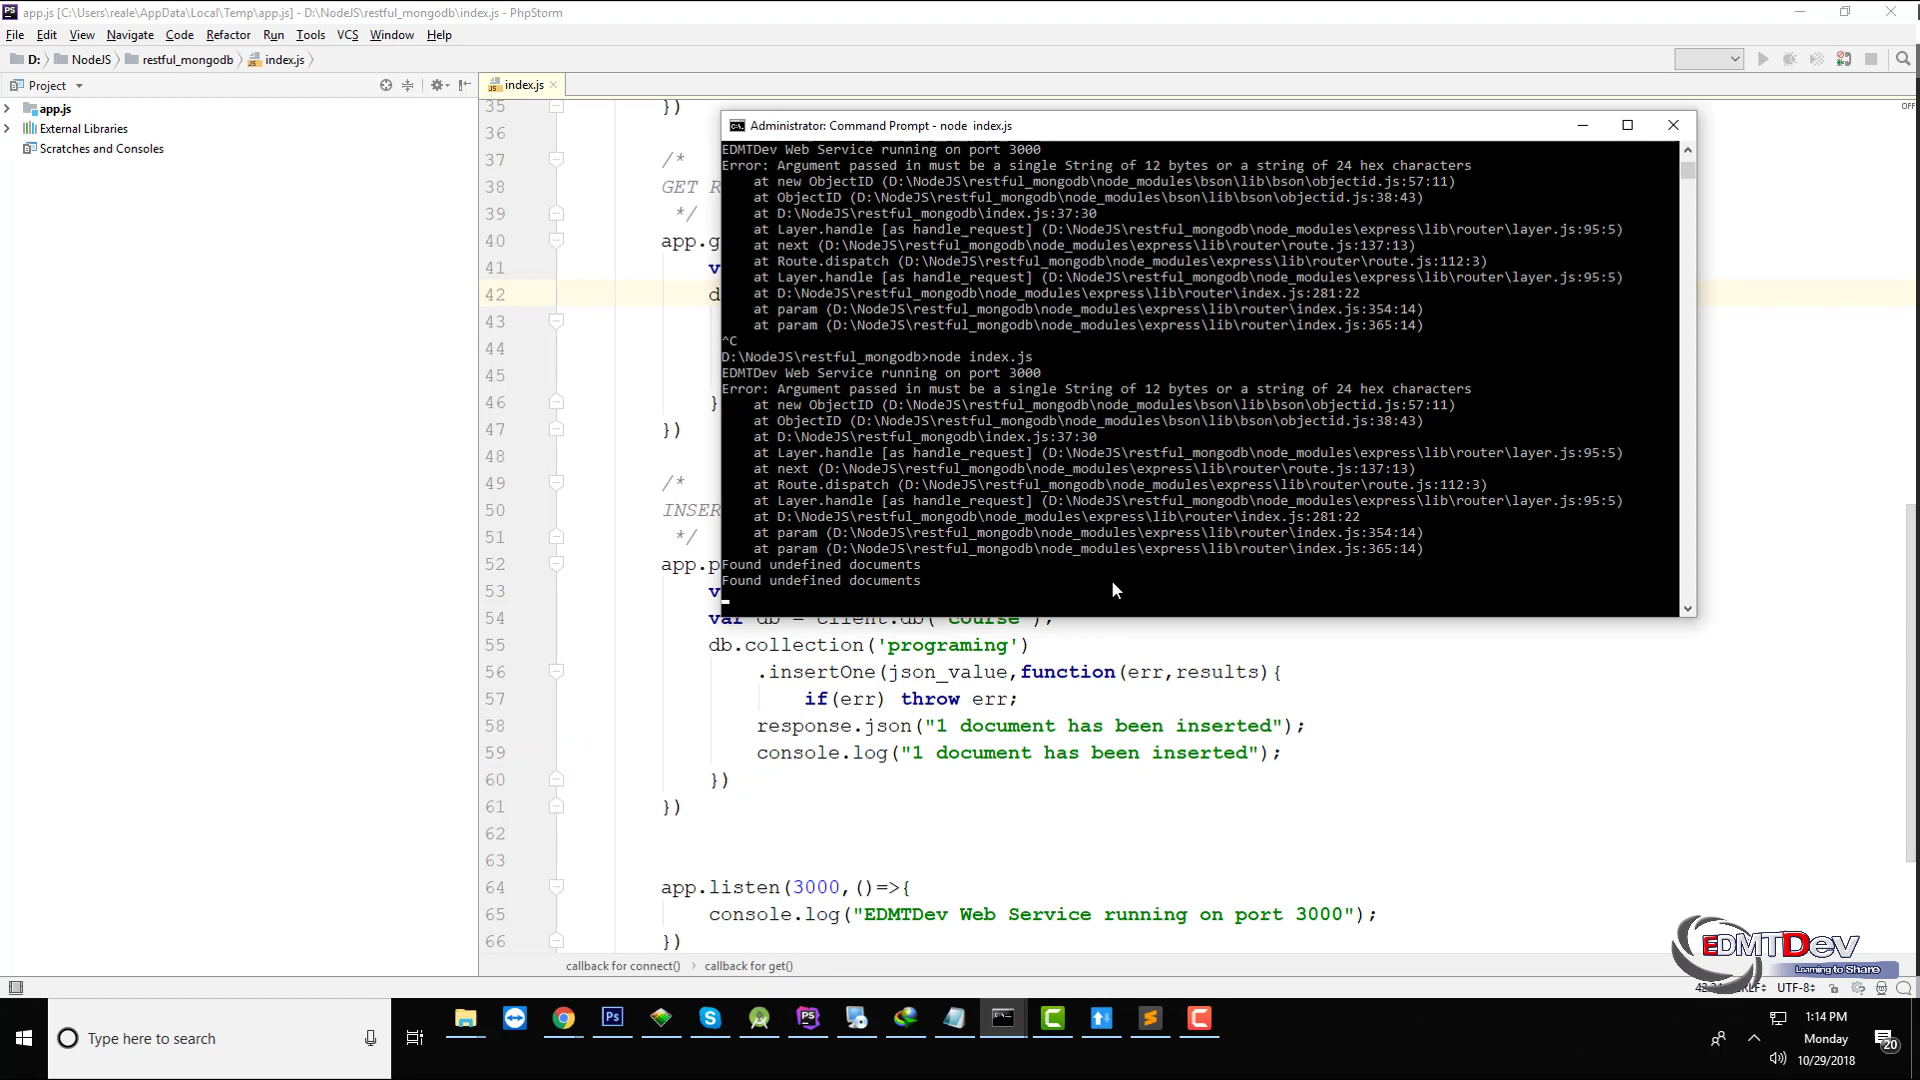 app.js [C:\Users\reale\AppData\Local\Temp\app.js] - D:\NodeJS\restful_mongodb\index.js - PhpStorm
File Edit View Navigate Code Refactor Run Tools VCS Window Help
D: NodeJS restful_mongodb index.js
Project
index.js
app.js
External Libraries
Scratches and Consoles
OFF
35 })
36
37 /*
38 GET R
39 */
40 app.g
41 v
42 d
43
44
45
46 }
47 })
48
49 /*
50 INSER
51 */
52 app.p
53 v
54 var db = client.db('course');
55 db.collection('programing')
56 .insertOne(json_value,function(err,results){
57 if(err) throw err;
58 response.json("1 document has been inserted");
59 console.log("1 document has been inserted");
60 })
61 })
62
63
64 app.listen(3000,()=>{
65 console.log("EDMTDev Web Service running on port 3000");
66 })
callback for connect() callback for get()
Administrator: Command Prompt - node  index.js
EDMTDev Web Service running on port 3000
Error: Argument passed in must be a single String of 12 bytes or a string of 24 hex characters
at new ObjectID (D:\NodeJS\restful_mongodb\node_modules\bson\lib\bson\objectid.js:57:11)
at ObjectID (D:\NodeJS\restful_mongodb\node_modules\bson\lib\bson\objectid.js:38:43)
at D:\NodeJS\restful_mongodb\index.js:37:30
at Layer.handle [as handle_request] (D:\NodeJS\restful_mongodb\node_modules\express\lib\router\layer.js:95:5)
at next (D:\NodeJS\restful_mongodb\node_modules\express\lib\router\route.js:137:13)
at Route.dispatch (D:\NodeJS\restful_mongodb\node_modules\express\lib\router\route.js:112:3)
at Layer.handle [as handle_request] (D:\NodeJS\restful_mongodb\node_modules\express\lib\router\layer.js:95:5)
at D:\NodeJS\restful_mongodb\node_modules\express\lib\router\index.js:281:22
at param (D:\NodeJS\restful_mongodb\node_modules\express\lib\router\index.js:354:14)
at param (D:\NodeJS\restful_mongodb\node_modules\express\lib\router\index.js:365:14)
^C
D:\NodeJS\restful_mongodb>node index.js
EDMTDev Web Service running on port 3000
Error: Argument passed in must be a single String of 12 bytes or a string of 24 hex characters
at new ObjectID (D:\NodeJS\restful_mongodb\node_modules\bson\lib\bson\objectid.js:57:11)
at ObjectID (D:\NodeJS\restful_mongodb\node_modules\bson\lib\bson\objectid.js:38:43)
at D:\NodeJS\restful_mongodb\index.js:37:30
at Layer.handle [as handle_request] (D:\NodeJS\restful_mongodb\node_modules\express\lib\router\layer.js:95:5)
at next (D:\NodeJS\restful_mongodb\node_modules\express\lib\router\route.js:137:13)
at Route.dispatch (D:\NodeJS\restful_mongodb\node_modules\express\lib\router\route.js:112:3)
at Layer.handle [as handle_request] (D:\NodeJS\restful_mongodb\node_modules\express\lib\router\layer.js:95:5)
at D:\NodeJS\restful_mongodb\node_modules\express\lib\router\index.js:281:22
at param (D:\NodeJS\restful_mongodb\node_modules\express\lib\router\index.js:354:14)
at param (D:\NodeJS\restful_mongodb\node_modules\express\lib\router\index.js:365:14)
Found undefined documents
Found undefined documents
EDMTDev
Learning to Share
UTF-8
Type here to search
1:14 PM
Monday
10/29/2018
20